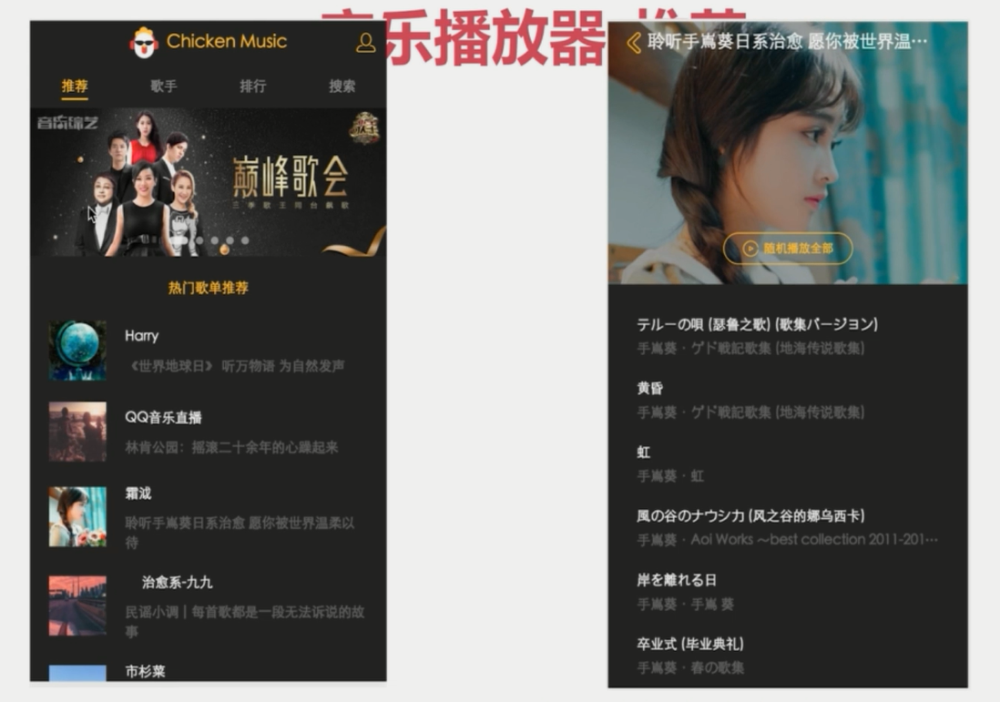 乐播放器
Chicken Music
推荐
歌手
排行
搜索
音乐综艺
巅峰歌会
三季歌王同台飙歌
热门歌单推荐
Harry
《世界地球日》 听万物语 为自然发声
QQ音乐直播
林肯公园：摇滚二十余年的心躁起来
霜泧
聆听手嶌葵日系治愈 愿你被世界温柔以
待
治愈系-九九
民谣小调丨每首歌都是一段无法诉说的故
事
市杉菜
聆听手嶌葵日系治愈 愿你被世界温…
随机播放全部
テルーの唄 (瑟鲁之歌) (歌集バージョン)
手嶌葵 · ゲド戦記歌集 (地海传说歌集)
黄昏
手嶌葵 · ゲド戦記歌集 (地海传说歌集)
虹
手嶌葵 · 虹
風の谷のナウシカ (风之谷的娜乌西卡)
手嶌葵 · Aoi Works ～best collection 2011-201…
岸を離れる日
手嶌葵 · 手嶌 葵
卒业式 (毕业典礼)
手嶌葵 · 春の歌集